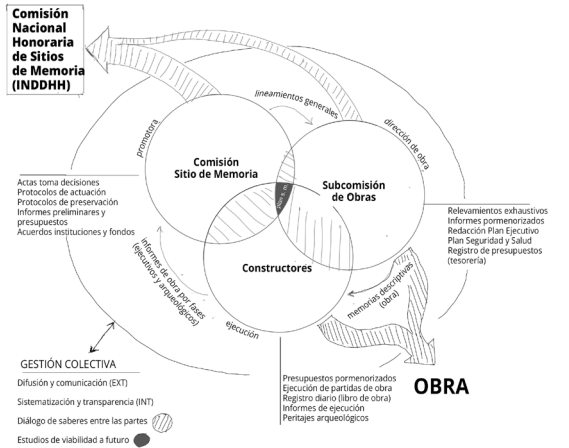 Comisión
Nacional
Honoraria
de Sitios
de Memoria
(INDDHH)
lineamientos generales
promotora
dirección de obra
Comisión
Sitio de Memoria
Subcomisión
de Obras
Actas toma decisiones
Protocolos de actuación
Protocolos de preservación
Informes preliminares y
presupuestos
Acuerdos instituciones y fondos
Relevamientos exhaustivos
Informes pormenorizados
Redacción Plan Ejecutivo
Plan Seguridad y Salud
Registro de presupuestos
(tesorería)
Constructores
informes de obra por fases
(ejecutivos y arqueológicos)
memorias descriptivas
(obra)
ejecución
GESTIÓN COLECTIVA
Difusión y comunicación (EXT)
Sistematización y transparencia (INT)
Diálogo de saberes entre las partes
Estudios de viabilidad a futuro
Presupuestos pormenorizados
Ejecución de partidas de obra
Registro diario (libro de obra)
Informes de ejecución
Peritajes arqueológicos
OBRA